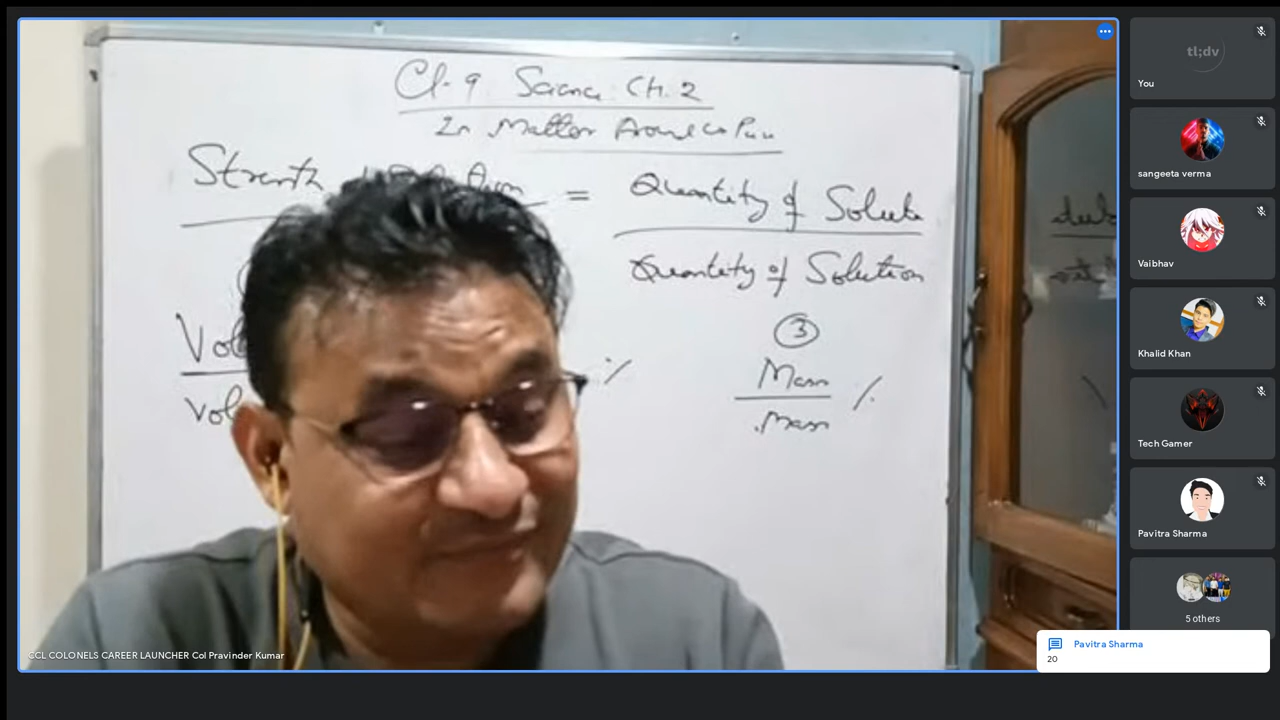 Cl. 9 Science Ch. 2
In Matter Around us Pure
= Quantity of Solute
Quantity of Solution
Vol
Vol
%
3
Mass %
Mass
CCL COLONELS CAREER LAUNCHER Col Pravinder Kumar
tl;dv
You
sangeeta verma
Vaibhav
Khalid Khan
Tech Gamer
Pavitra Sharma
5 others
Pavitra Sharma
20